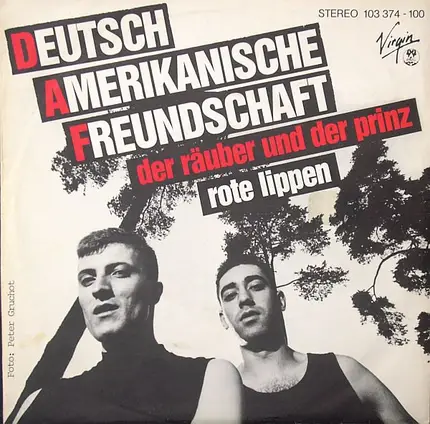 STEREO 103 374-100
Virgin
DEUTSCH
AMERIKANISCHE
FREUNDSCHAFT
der räuber und der prinz
rote lippen
Foto: Peter Gruchot